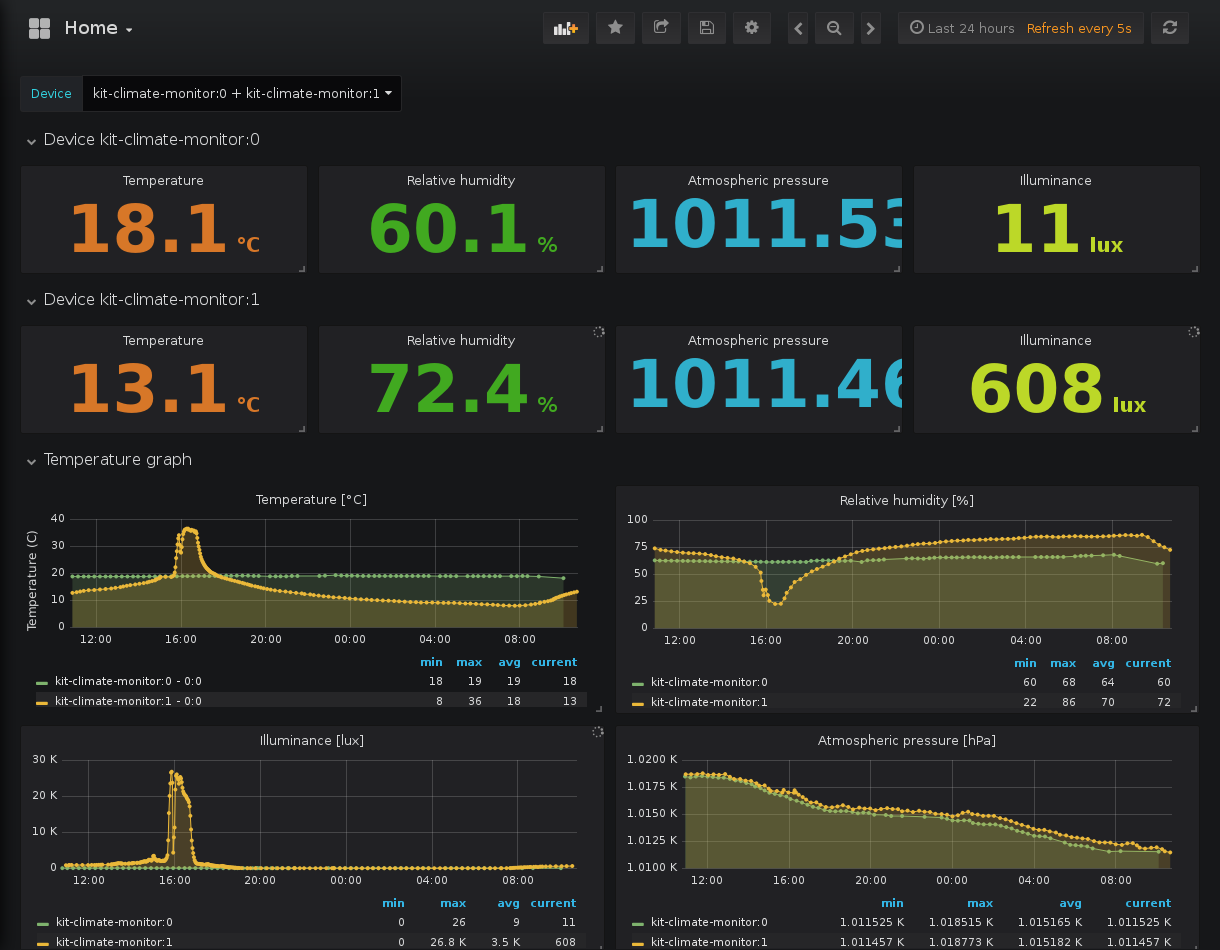 Home
Last 24 hours Refresh every 5s
Device kit-climate-monitor:0 + kit-climate-monitor:1
Device kit-climate-monitor:0
Temperature Relative humidity Atmospheric pressure Illuminance
18.1 °C 60.1 % 1011.53 11 lux
Device kit-climate-monitor:1
Temperature Relative humidity Atmospheric pressure Illuminance
13.1 °C 72.4 % 1011.46 608 lux
Temperature graph
Temperature [°C]
Temperature (C)
40
30
20
10
0
12:00 16:00 20:00 00:00 04:00 08:00
min max avg current
kit-climate-monitor:0 - 0:0 18 19 19 18
kit-climate-monitor:1 - 0:0 8 36 18 13
Relative humidity [%]
100
75
50
25
0
12:00 16:00 20:00 00:00 04:00 08:00
min max avg current
kit-climate-monitor:0 60 68 64 60
kit-climate-monitor:1 22 86 70 72
Illuminance [lux]
30 K
20 K
10 K
0
12:00 16:00 20:00 00:00 04:00 08:00
min max avg current
kit-climate-monitor:0 0 26 9 11
kit-climate-monitor:1 0 26.8 K 3.5 K 608
Atmospheric pressure [hPa]
1.0200 K
1.0175 K
1.0150 K
1.0125 K
1.0100 K
12:00 16:00 20:00 00:00 04:00 08:00
min max avg current
kit-climate-monitor:0 1.011525 K 1.018515 K 1.015165 K 1.011525 K
kit-climate-monitor:1 1.011457 K 1.018773 K 1.015182 K 1.011457 K